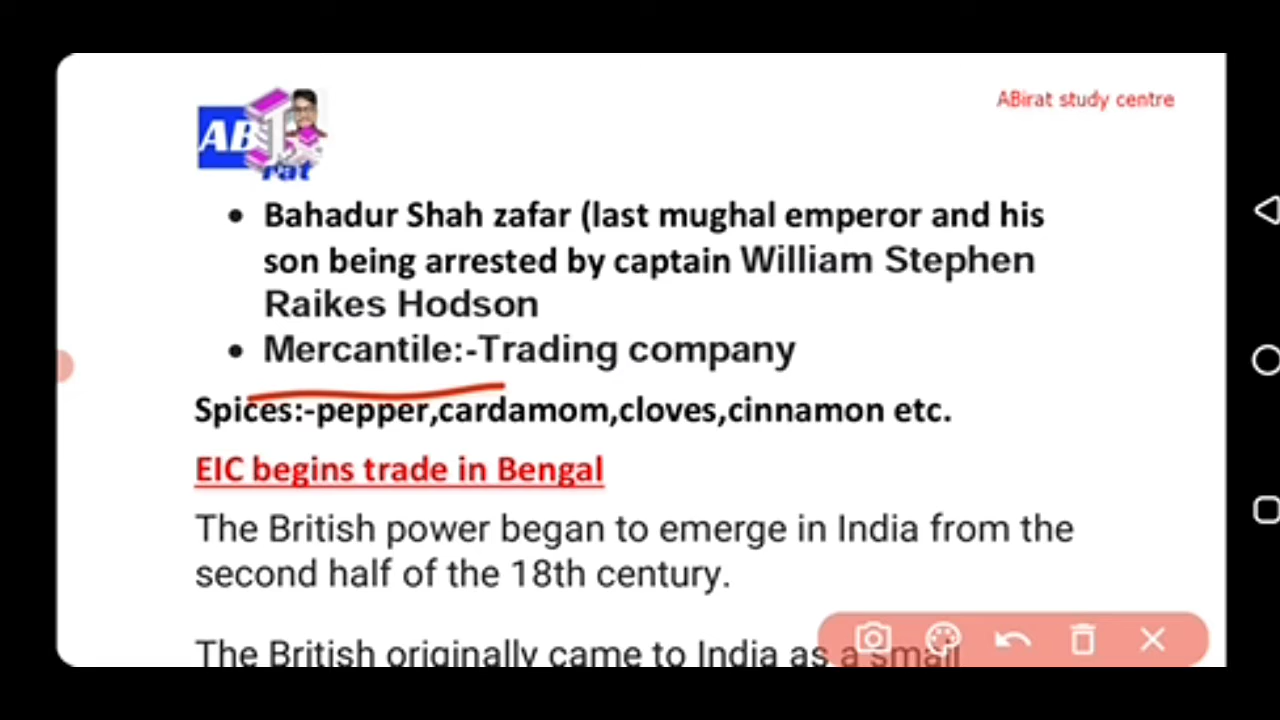 ABirat study centre
AB
rat
• Bahadur Shah zafar (last mughal emperor and his
son being arrested by captain William Stephen
Raikes Hodson
• Mercantile:-Trading company
Spices:-pepper,cardamom,cloves,cinnamon etc.
EIC begins trade in Bengal
The British power began to emerge in India from the
second half of the 18th century.
The British originally came to India as a small